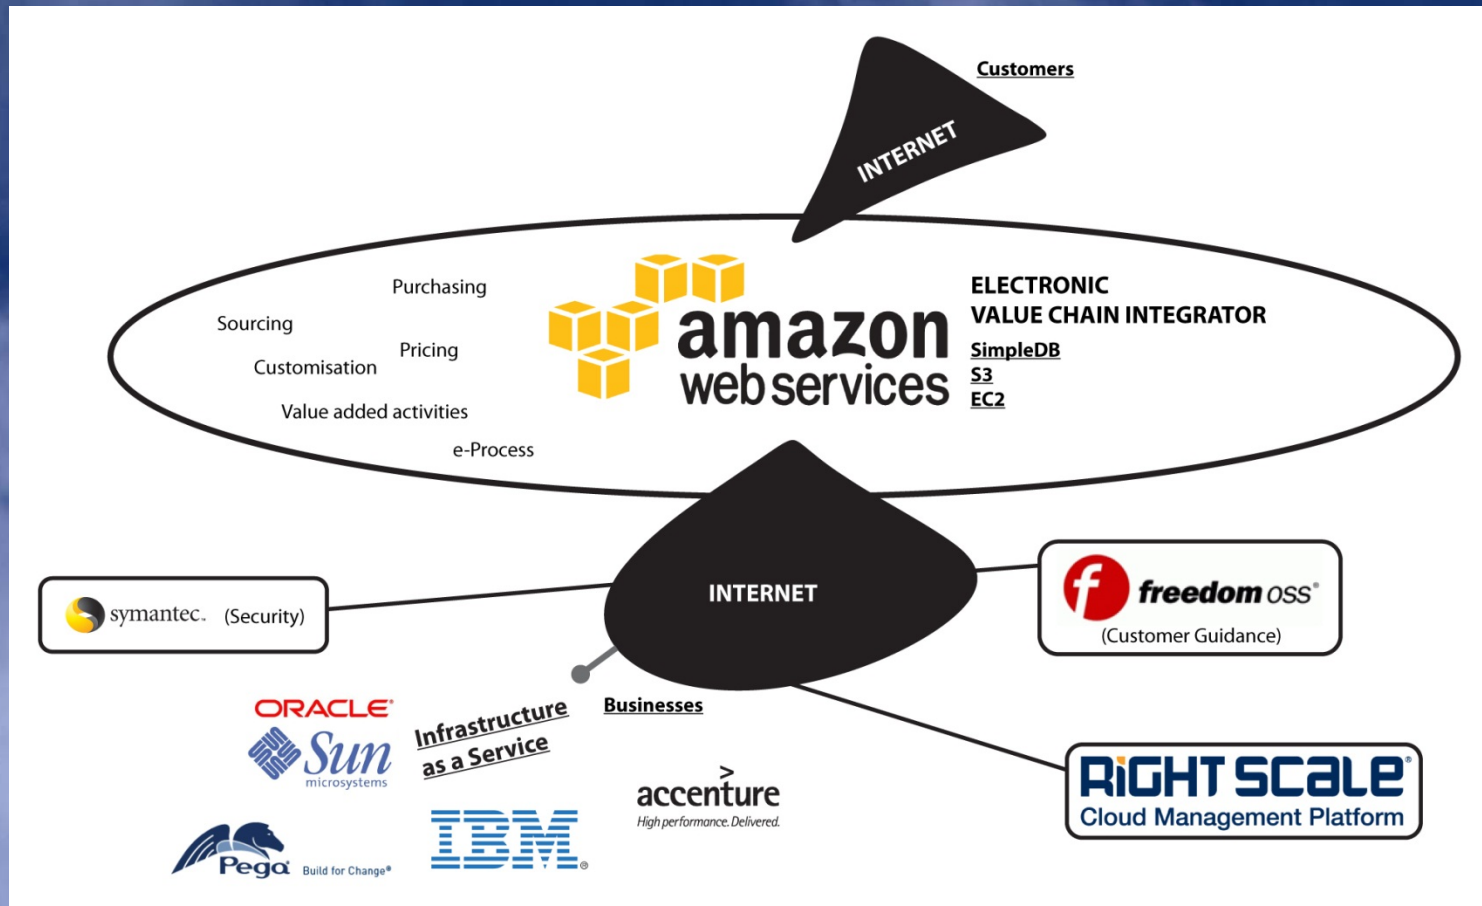 Customers
INTERNET
Purchasing
Sourcing
Pricing
Customisation
Value added activities
e-Process
amazon
web services
ELECTRONIC
VALUE CHAIN INTEGRATOR
SimpleDB
S3
EC2
INTERNET
symantec. (Security)
freedom oss®
(Customer Guidance)
Businesses
Infrastructure
as a Service
ORACLE®
Sun
microsystems
accenture
High performance. Delivered.
RiGHT SCaLe®
Cloud Management Platform
Pega® Build for Change®
IBM®